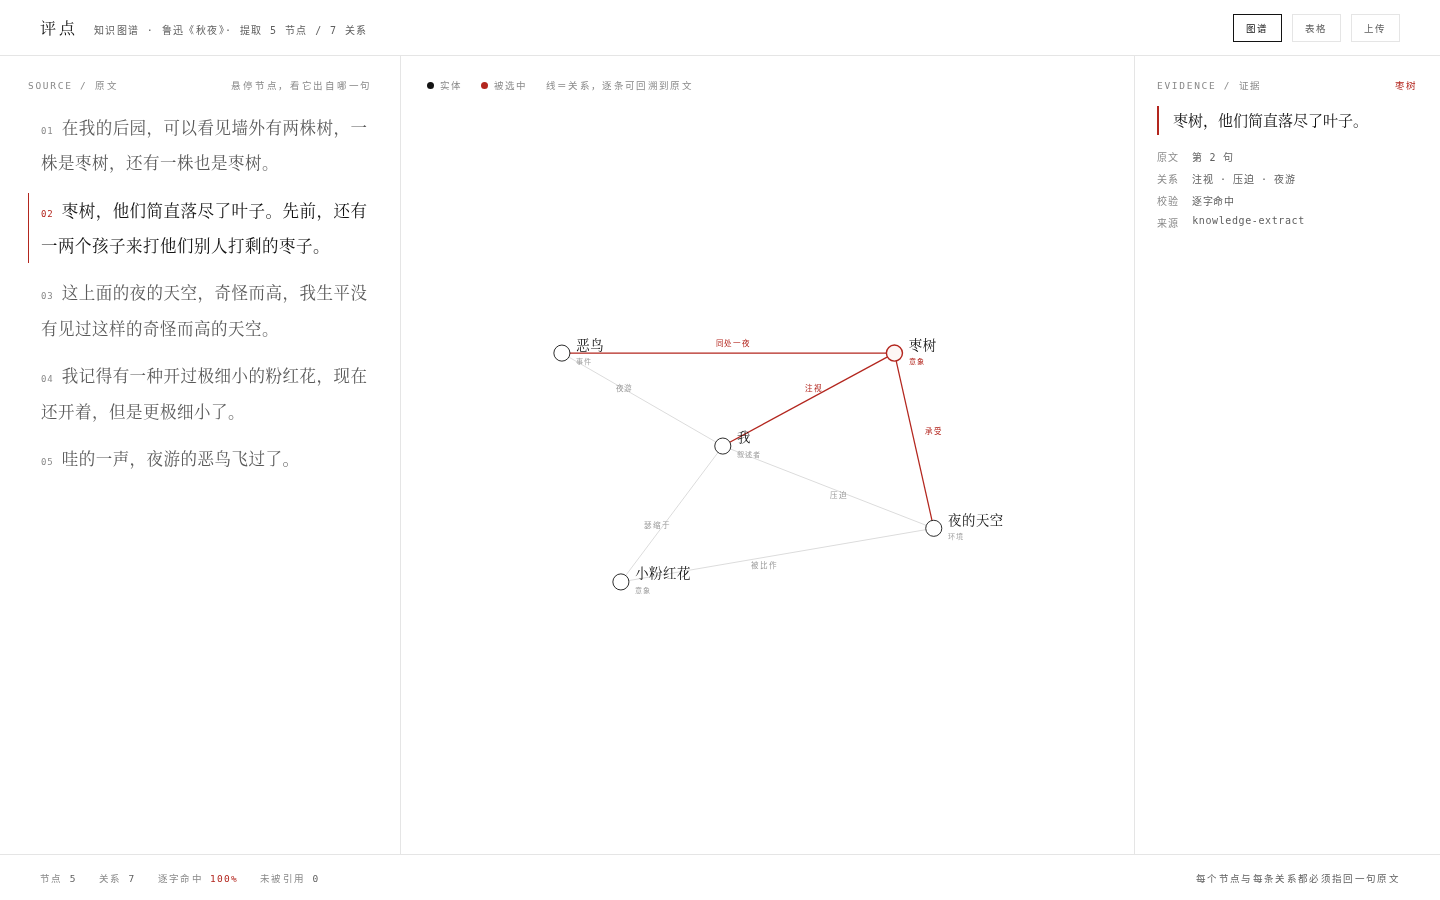 评点
知识图谱 · 鲁迅《秋夜》· 提取 5 节点 / 7 关系
图谱
表格
上传
SOURCE / 原文
悬停节点，看它出自哪一句
01 在我的后园，可以看见墙外有两株树，一
株是枣树，还有一株也是枣树。
02 枣树，他们简直落尽了叶子。先前，还有
一两个孩子来打他们别人打剩的枣子。
03 这上面的夜的天空，奇怪而高，我生平没
有见过这样的奇怪而高的天空。
04 我记得有一种开过极细小的粉红花，现在
还开着，但是更极细小了。
05 哇的一声，夜游的恶鸟飞过了。
实体
被选中
线＝关系，逐条可回溯到原文
恶鸟
事件
同处一夜
枣树
意象
夜游
注视
我
叙述者
承受
压迫
夜的天空
环境
瑟缩于
被比作
小粉红花
意象
EVIDENCE / 证据
枣树
枣树，他们简直落尽了叶子。
原文 第 2 句
关系 注视 · 压迫 · 夜游
校验 逐字命中
来源 knowledge-extract
节点 5
关系 7
逐字命中 100%
未被引用 0
每个节点与每条关系都必须指回一句原文